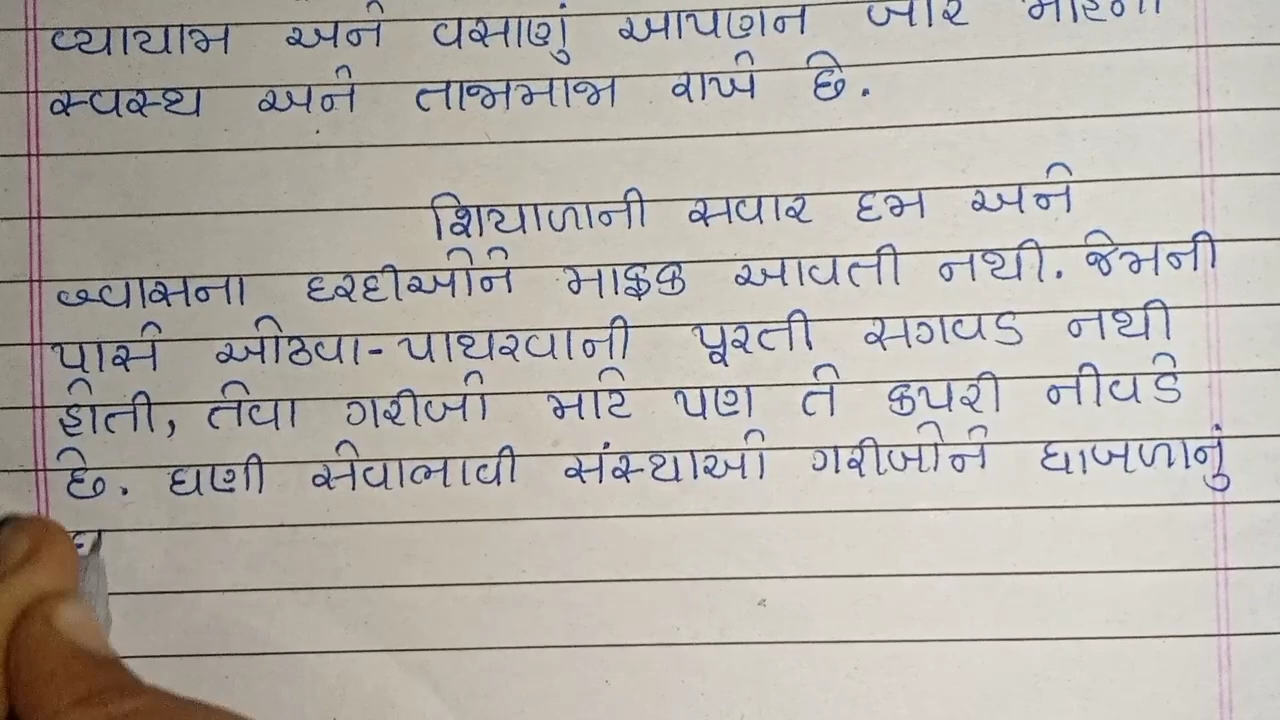 વ્યાયામ અને વસાણું આપણને બાર
સ્વસ્થ અને તાજામાજા રાખે છે.
શિયાળાની સવાર દમ અને
શ્વાસના દરદીઓને માફક આવતી નથી. જેમની
પાસે ઓઢવા-પાથરવાની પૂરતી સગવડ નથી
હોતી, તેવા ગરીબો માટે પણ તે કપરી નીવડે
છે. ઘણી સેવાભાવી સંસ્થાઓ ગરીબોને ધાબળાનું